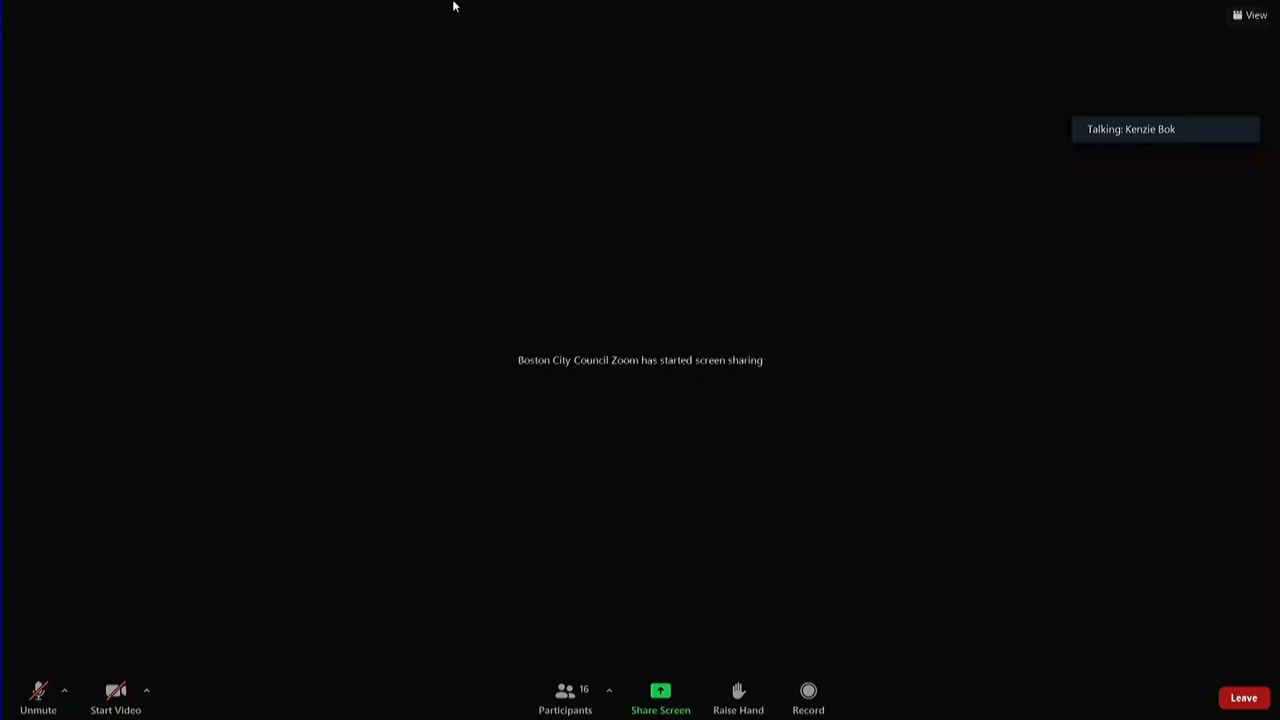 View
Talking: Kenzie Bok
Boston City Council Zoom has started screen sharing
16
Unmute
Start Video
Participants
Share Screen
Raise Hand
Record
Leave